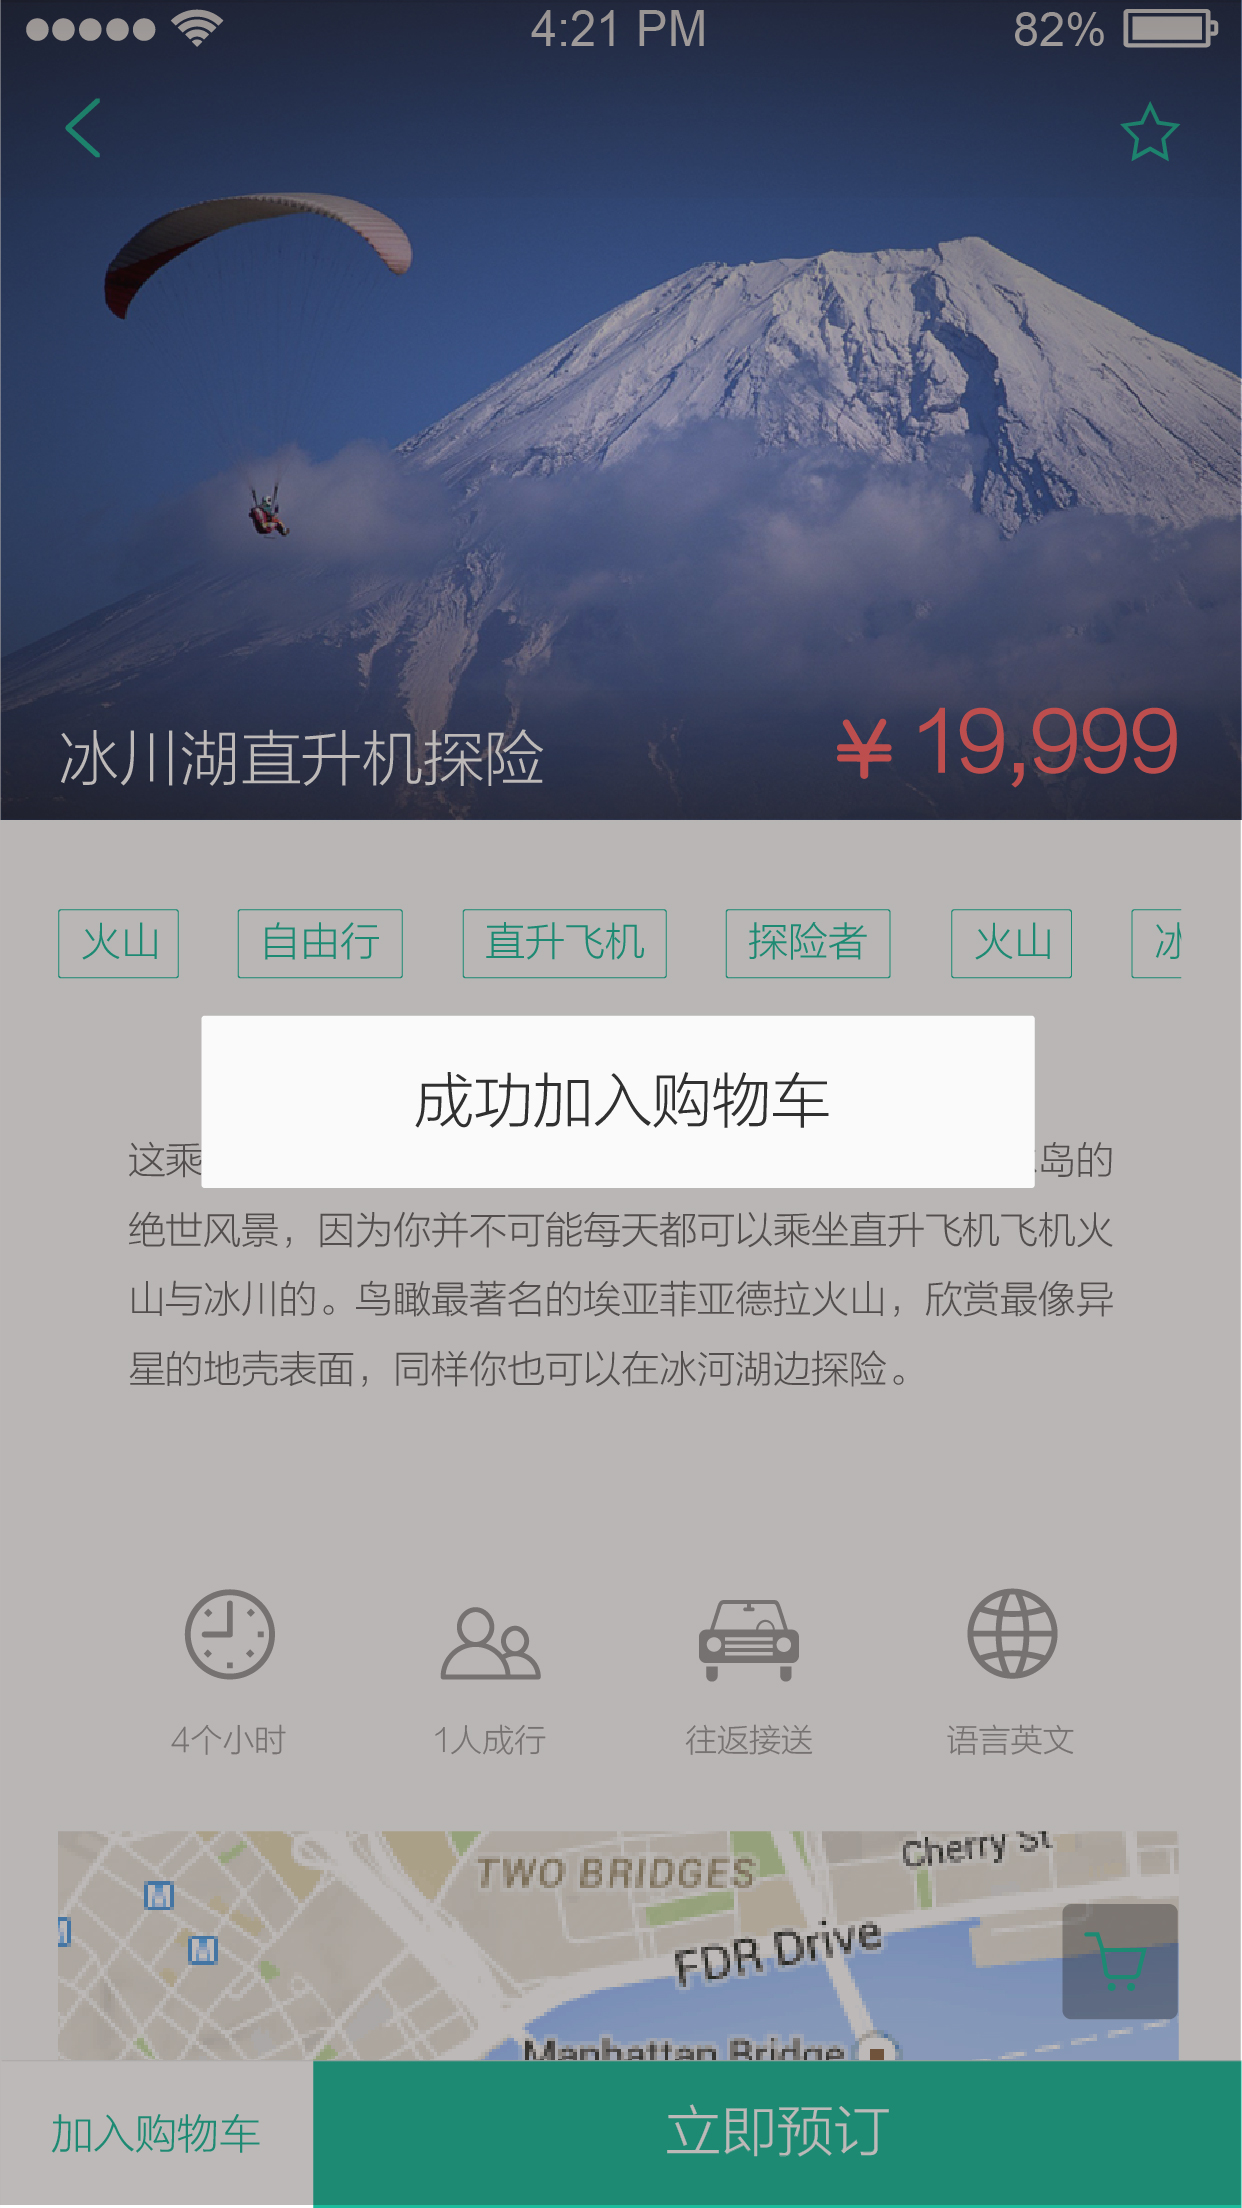 4:21 PM
82%
冰川湖直升机探险
￥19,999
火山 自由行 直升飞机 探险者 火山 冰
成功加入购物车
这乘 岛的
绝世风景，因为你并不可能每天都可以乘坐直升飞机飞机火
山与冰川的。鸟瞰最著名的埃亚菲亚德拉火山，欣赏最像异
星的地壳表面，同样你也可以在冰河湖边探险。
4个小时 1人成行 往返接送 语言英文
TWO BRIDGES
Cherry St
FDR Drive
Manhattan Bridge
加入购物车
立即预订